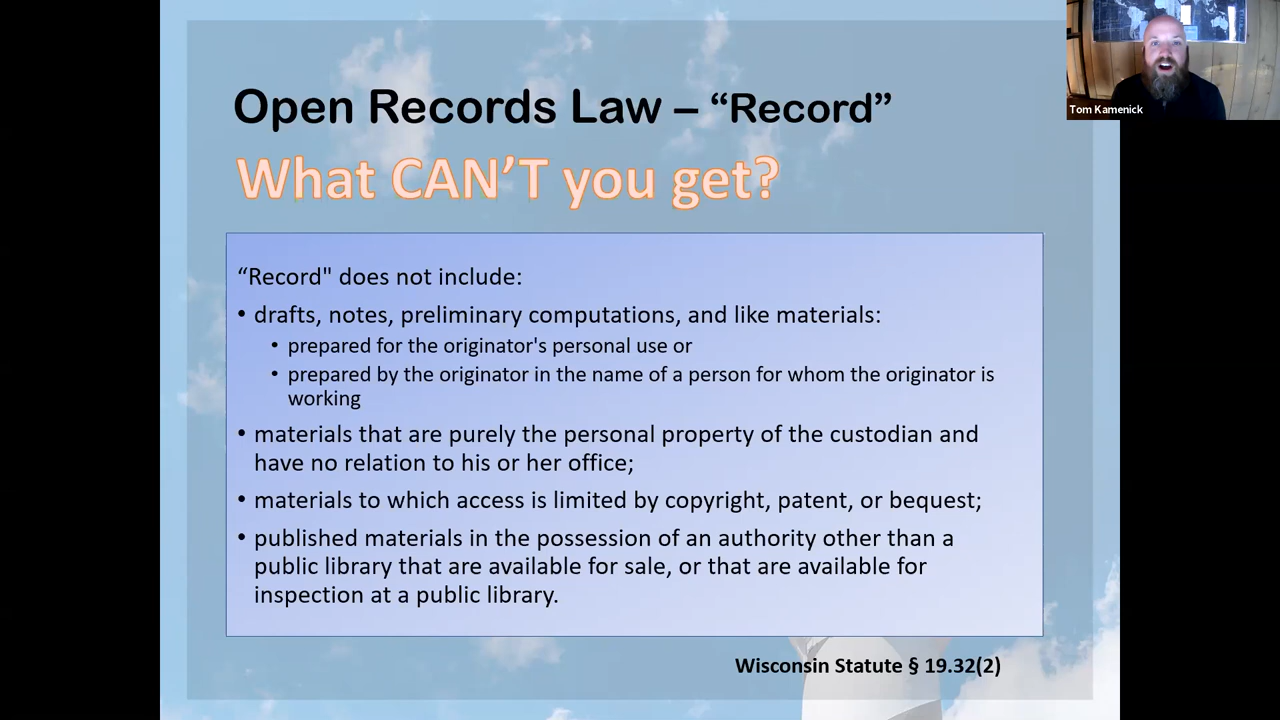 Open Records Law – “Record”
What CAN’T you get?
“Record" does not include:
• drafts, notes, preliminary computations, and like materials:
• prepared for the originator's personal use or
• prepared by the originator in the name of a person for whom the originator is
working
• materials that are purely the personal property of the custodian and
have no relation to his or her office;
• materials to which access is limited by copyright, patent, or bequest;
• published materials in the possession of an authority other than a
public library that are available for sale, or that are available for
inspection at a public library.
Wisconsin Statute § 19.32(2)
Tom Kamenick